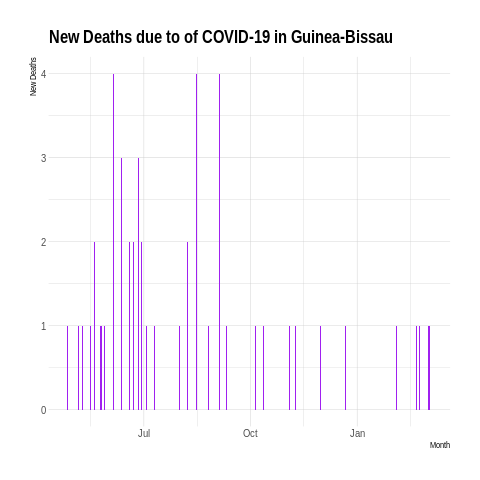 New Deaths due to of COVID-19 in Guinea-Bissau
New Deaths
4
3
2
1
0
Jul Oct Jan
Month